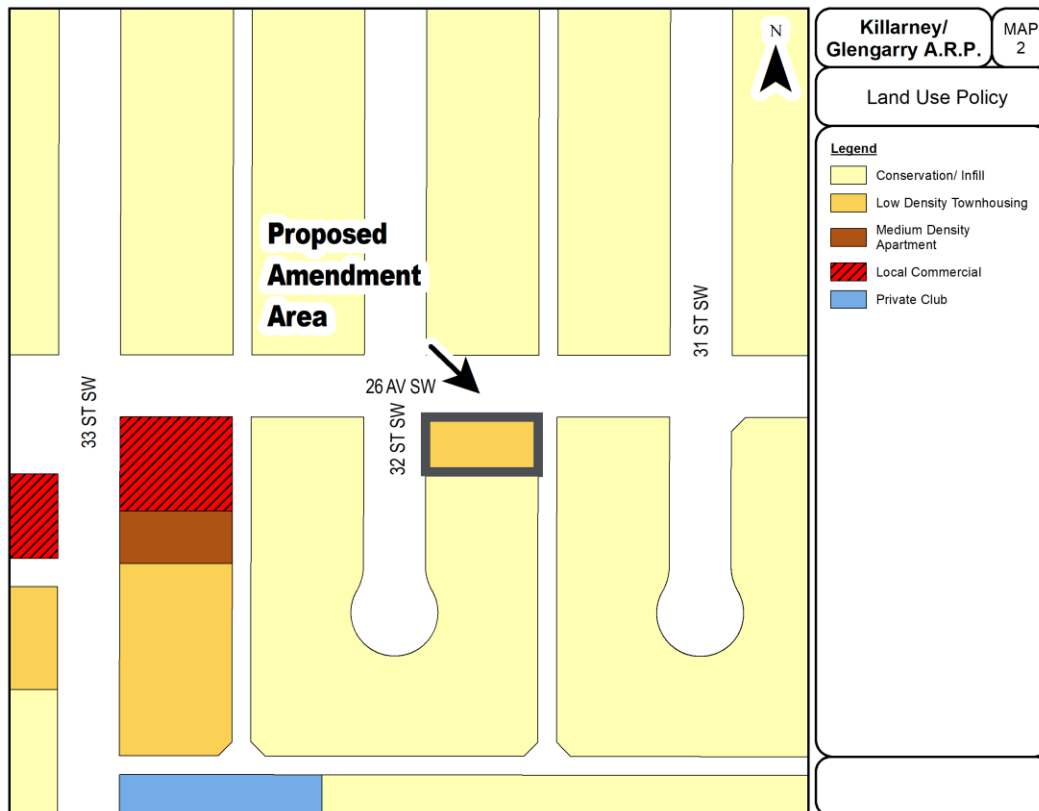 Killarney/
Glengarry A.R.P.
MAP
2
Land Use Policy
Legend
Conservation/ Infill
Low Density Townhousing
Medium Density
Apartment
Local Commercial
Private Club
N
Proposed
Amendment
Area
31 ST SW
26 AV SW
33 ST SW
32 ST SW